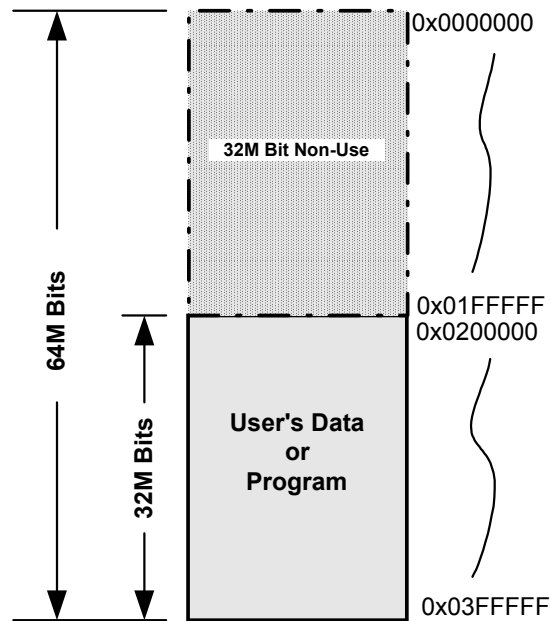 0x0000000
32M Bit Non-Use
0x01FFFFF
0x0200000
64M Bits
32M Bits
User's Data
or
Program
0x03FFFFF